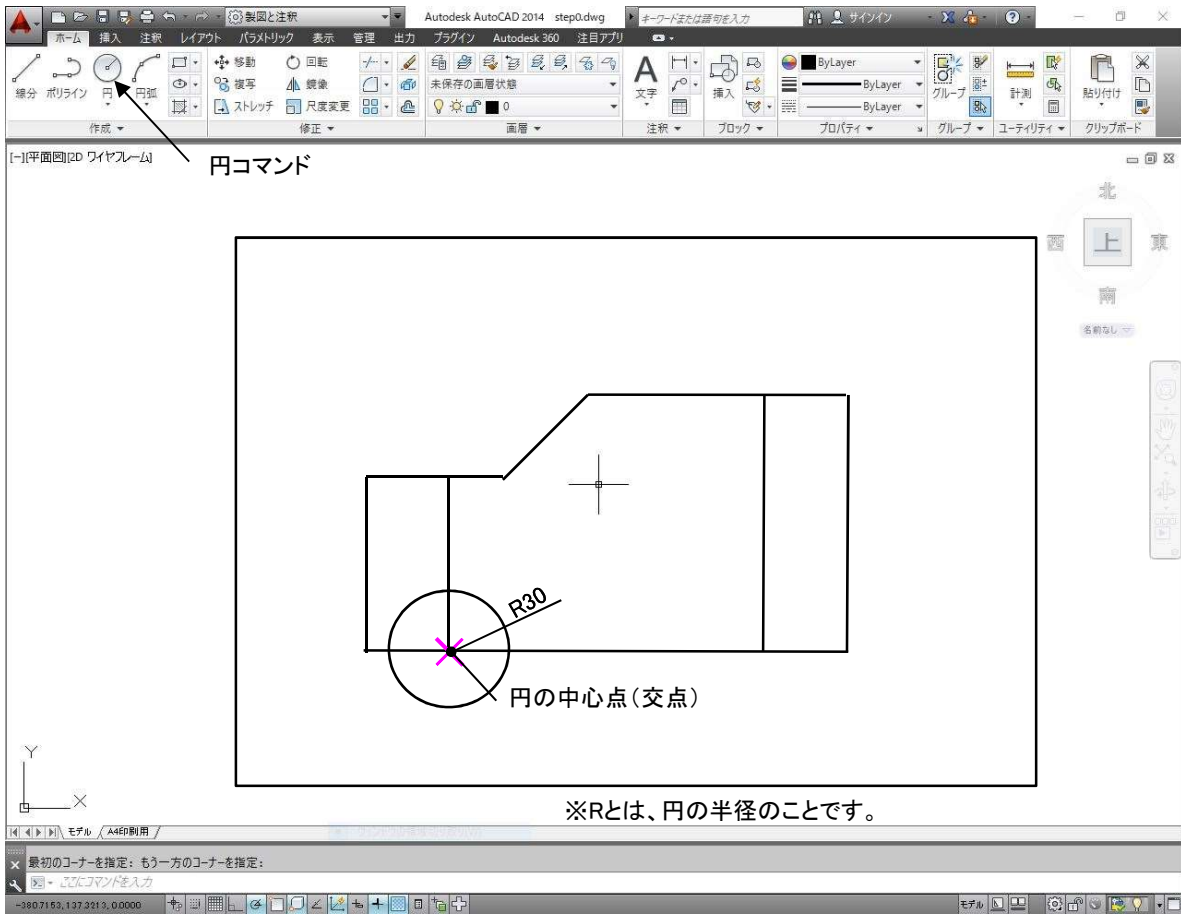 製図と注釈
Autodesk AutoCAD 2014 step0.dwg
キーワードまたは語句を入力
サインイン
ホーム 挿入 注釈 レイアウト パラメトリック 表示 管理 出力 プラグイン Autodesk 360 注目アプリ
線分 ポリライン 円 円弧
移動 回転
複写 鏡像
ストレッチ 尺度変更
未保存の画層状態
0
文字
挿入
ByLayer
ByLayer
ByLayer
グループ
計測
貼り付け
作成 修正 画層 注釈 ブロック プロパティ グループ ユーティリティ クリップボード
[-][平面図][2D ワイヤフレーム]
円コマンド
北
西 上 東
南
名前なし
R30
円の中心点(交点)
Y
X
※Rとは、円の半径のことです。
モデル A4印刷用
最初のコーナーを指定: もう一方のコーナーを指定:
ここにコマンドを入力
-380.7153, 137.3213, 0.0000
モデル